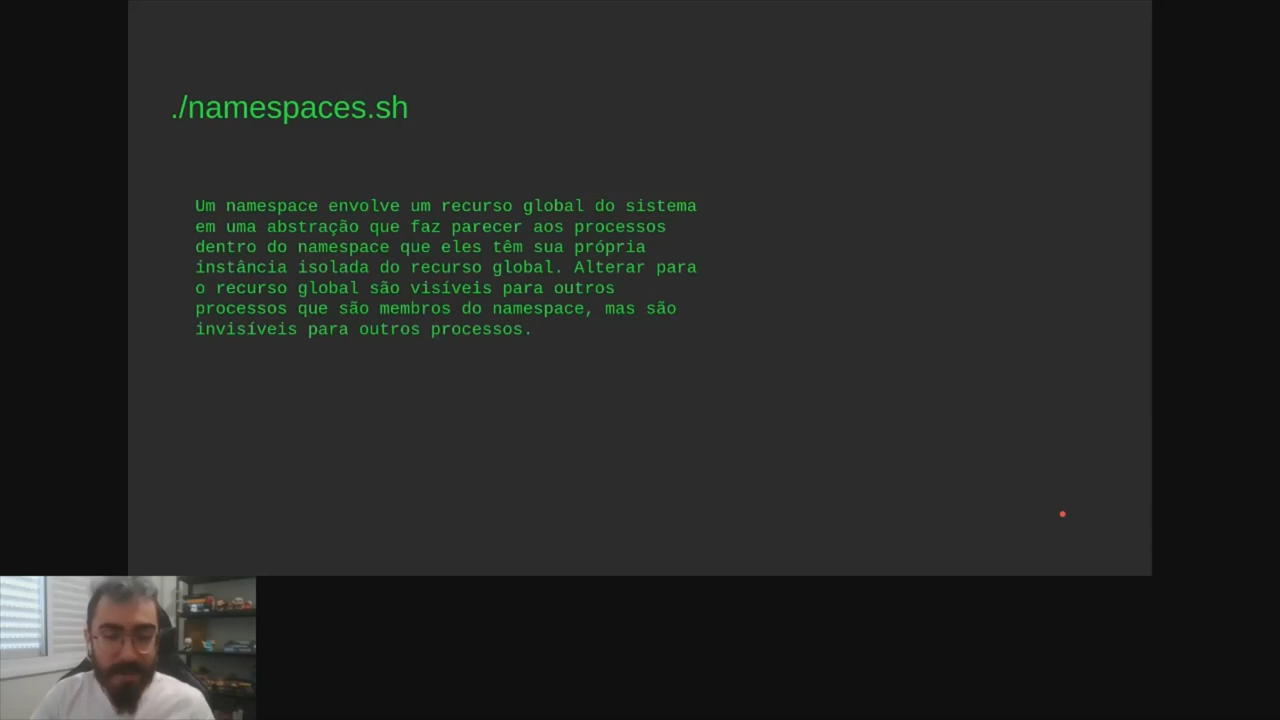 ./namespaces.sh
Um namespace envolve um recurso global do sistema
em uma abstração que faz parecer aos processos
dentro do namespace que eles têm sua própria
instância isolada do recurso global. Alterar para
o recurso global são visíveis para outros
processos que são membros do namespace, mas são
invisíveis para outros processos.